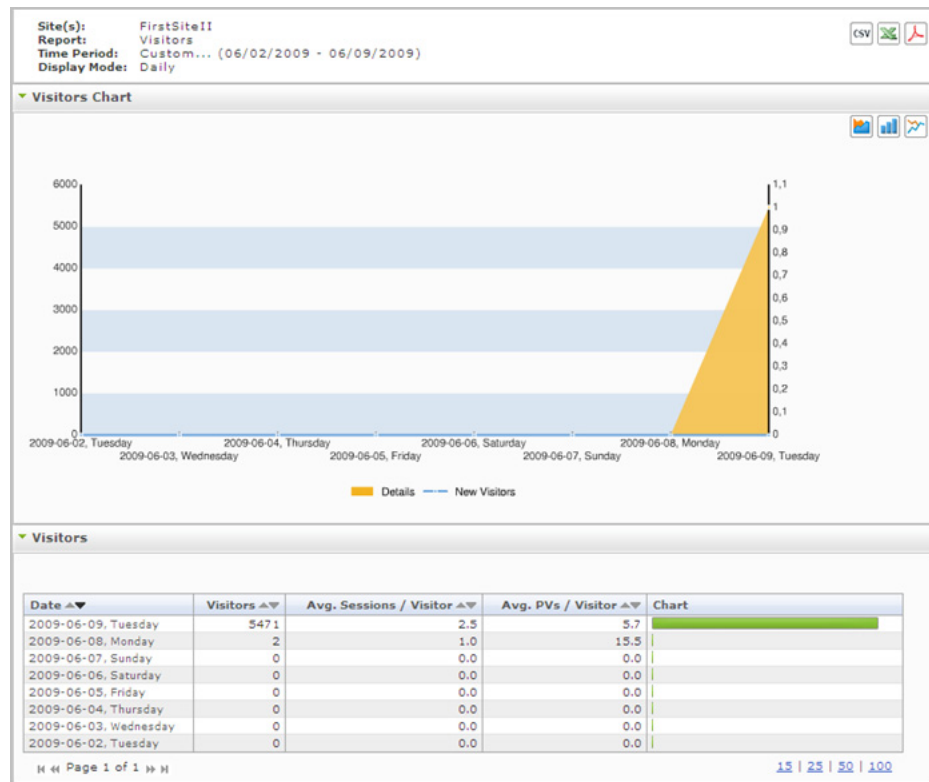 Site(s): FirstSiteII
Report: Visitors
Time Period: Custom... (06/02/2009 - 06/09/2009)
Display Mode: Daily
CSV
Visitors Chart
6000
5000
4000
3000
2000
1000
0
1,1
1
0,9
0,8
0,7
0,6
0,5
0,4
0,3
0,2
0,1
0
2009-06-02, Tuesday
2009-06-03, Wednesday
2009-06-04, Thursday
2009-06-05, Friday
2009-06-06, Saturday
2009-06-07, Sunday
2009-06-08, Monday
2009-06-09, Tuesday
Details New Visitors
Visitors
Date Visitors Avg. Sessions / Visitor Avg. PVs / Visitor Chart
2009-06-09, Tuesday 5471 2.5 5.7
2009-06-08, Monday 2 1.0 15.5
2009-06-07, Sunday 0 0.0 0.0
2009-06-06, Saturday 0 0.0 0.0
2009-06-05, Friday 0 0.0 0.0
2009-06-04, Thursday 0 0.0 0.0
2009-06-03, Wednesday 0 0.0 0.0
2009-06-02, Tuesday 0 0.0 0.0
Page 1 of 1 15 | 25 | 50 | 100